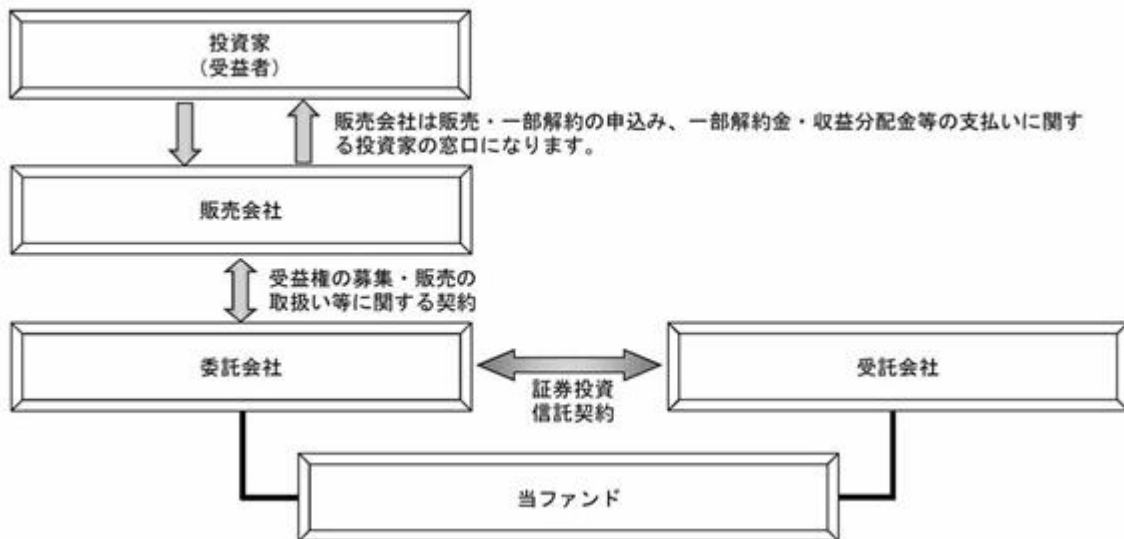 投資家
（受益者）
販売会社は販売・一部解約の申込み、一部解約金・収益分配金等の支払いに関す
る投資家の窓口になります。
販売会社
受益権の募集・販売の
取扱い等に関する契約
委託会社
受託会社
証券投資
信託契約
当ファンド